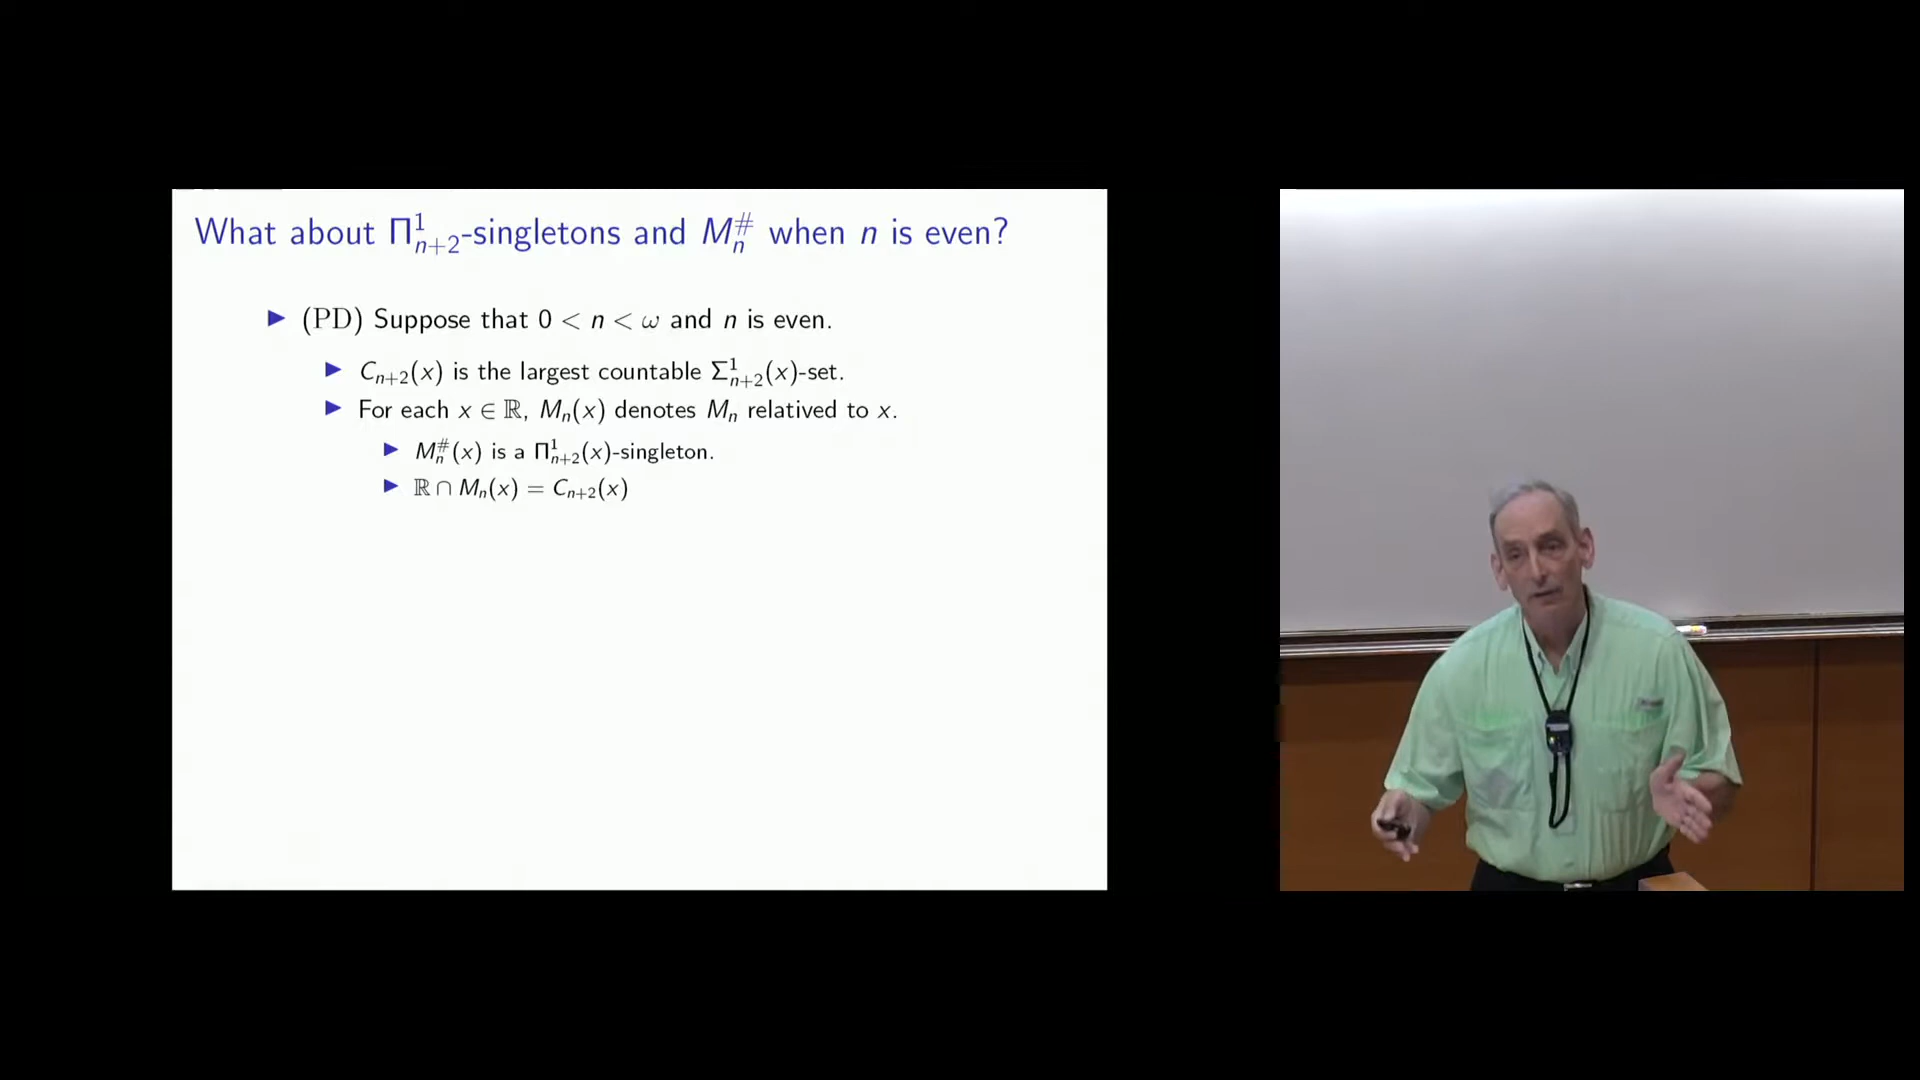 What about Π¹ₙ₊₂-singletons and Mₙ^# when n is even?
▶ (PD) Suppose that 0 < n < ω and n is even.
▶ Cₙ₊₂(x) is the largest countable Σ¹ₙ₊₂(x)-set.
▶ For each x ∈ ℝ, Mₙ(x) denotes Mₙ relatived to x.
▶ Mₙ^#(x) is a Π¹ₙ₊₂(x)-singleton.
▶ ℝ ∩ Mₙ(x) = Cₙ₊₂(x)